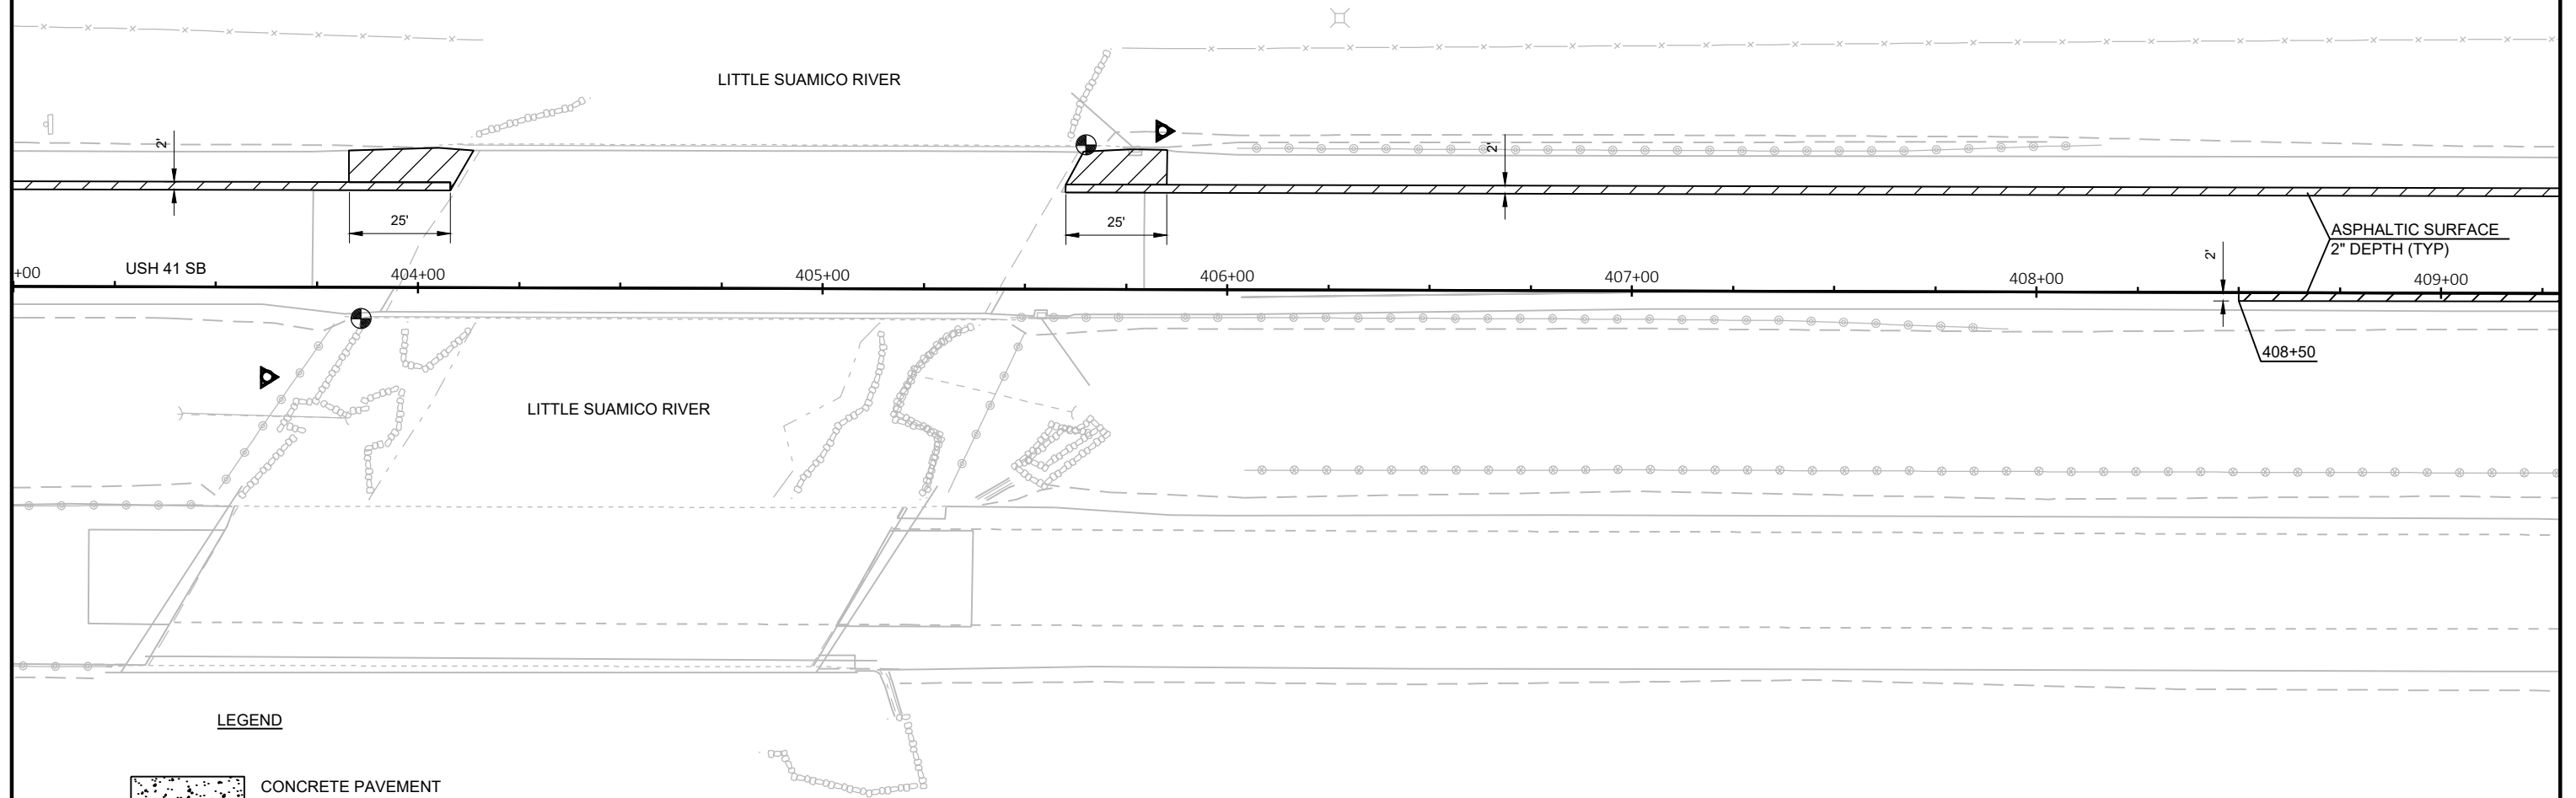 LITTLE SUAMICO RIVER
2'
2'
25'
25'
ASPHALTIC SURFACE
2" DEPTH (TYP)
2'
+00
USH 41 SB
404+00
405+00
406+00
407+00
408+00
409+00
408+50
LITTLE SUAMICO RIVER
LEGEND
CONCRETE PAVEMENT